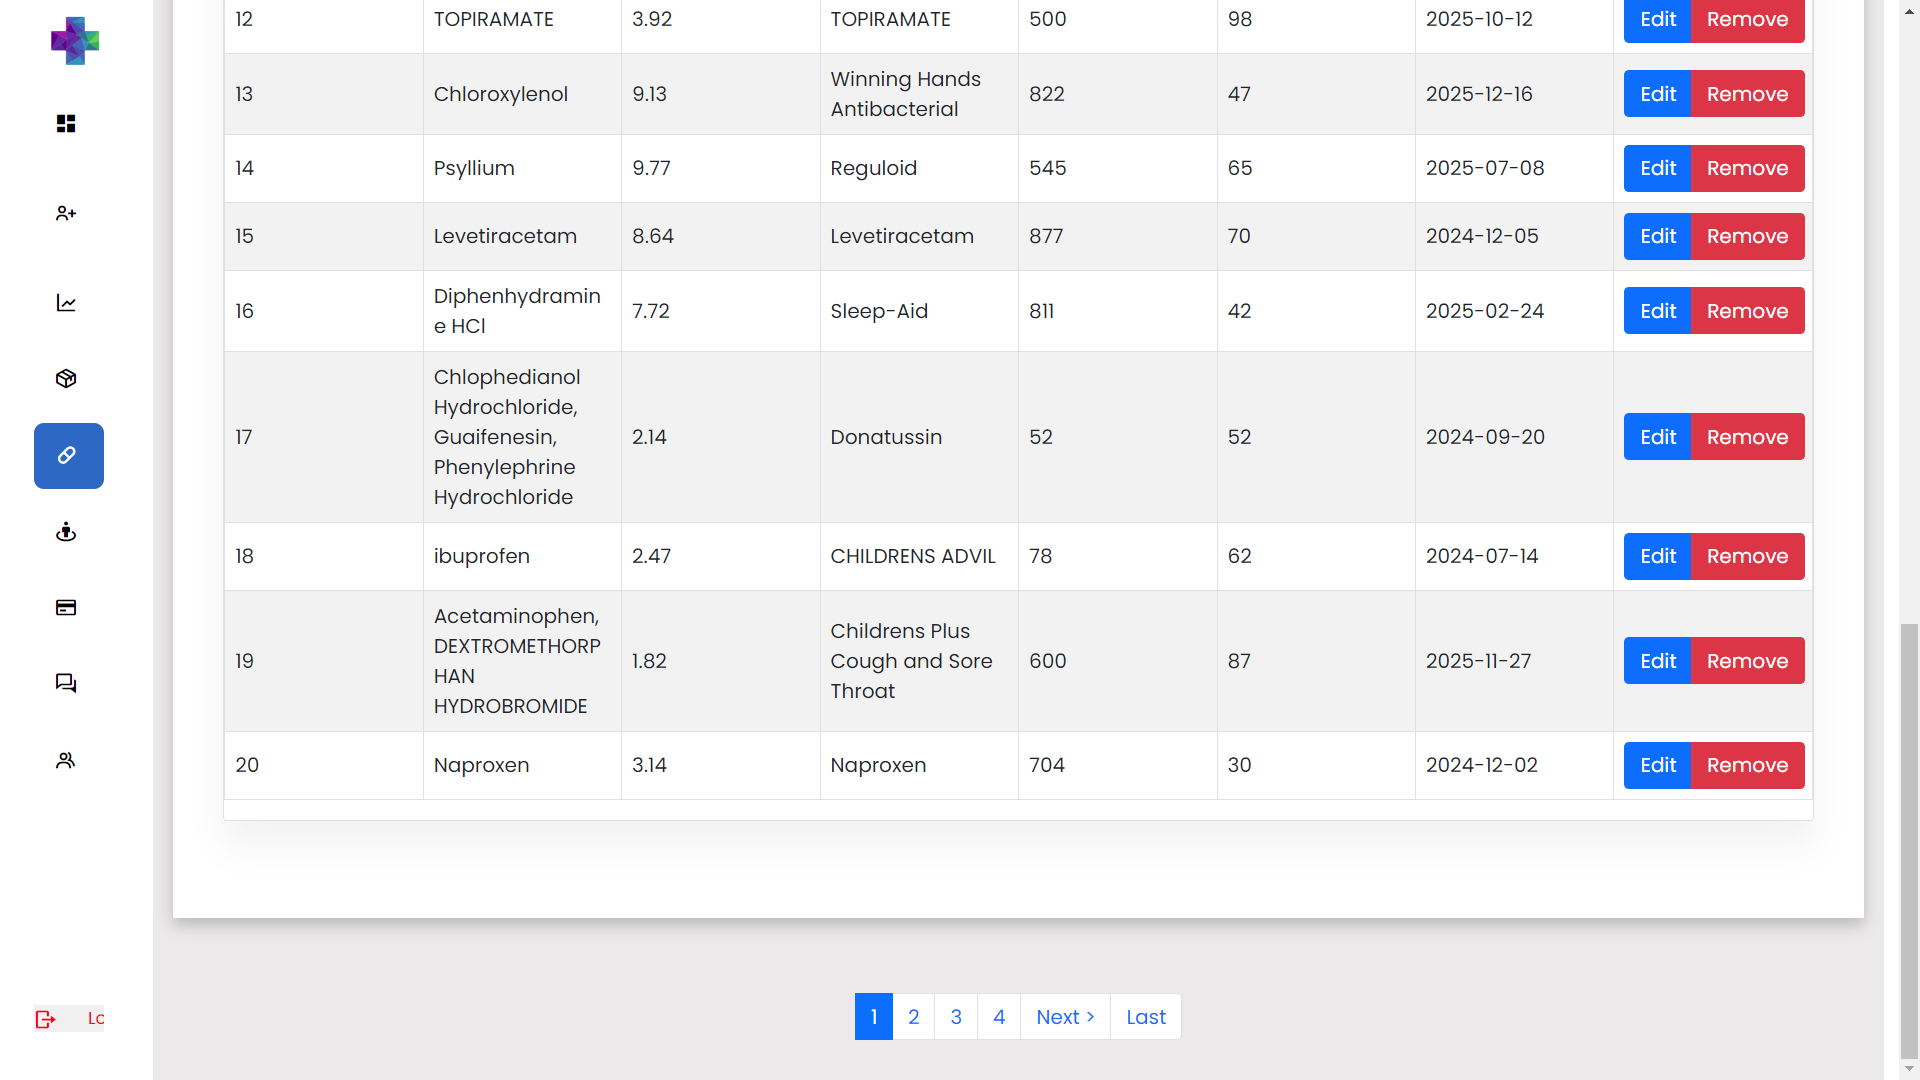 12 TOPIRAMATE 3.92 TOPIRAMATE 500 98 2025-10-12 Edit Remove
13 Chloroxylenol 9.13 Winning Hands Antibacterial 822 47 2025-12-16 Edit Remove
14 Psyllium 9.77 Reguloid 545 65 2025-07-08 Edit Remove
15 Levetiracetam 8.64 Levetiracetam 877 70 2024-12-05 Edit Remove
16 Diphenhydramin
e HCl 7.72 Sleep-Aid 811 42 2025-02-24 Edit Remove
17 Chlophedianol
Hydrochloride,
Guaifenesin,
Phenylephrine
Hydrochloride 2.14 Donatussin 52 52 2024-09-20 Edit Remove
18 ibuprofen 2.47 CHILDRENS ADVIL 78 62 2024-07-14 Edit Remove
19 Acetaminophen,
DEXTROMETHORP
HAN
HYDROBROMIDE 1.82 Childrens Plus
Cough and Sore
Throat 600 87 2025-11-27 Edit Remove
20 Naproxen 3.14 Naproxen 704 30 2024-12-02 Edit Remove
Lo
1 2 3 4 Next > Last